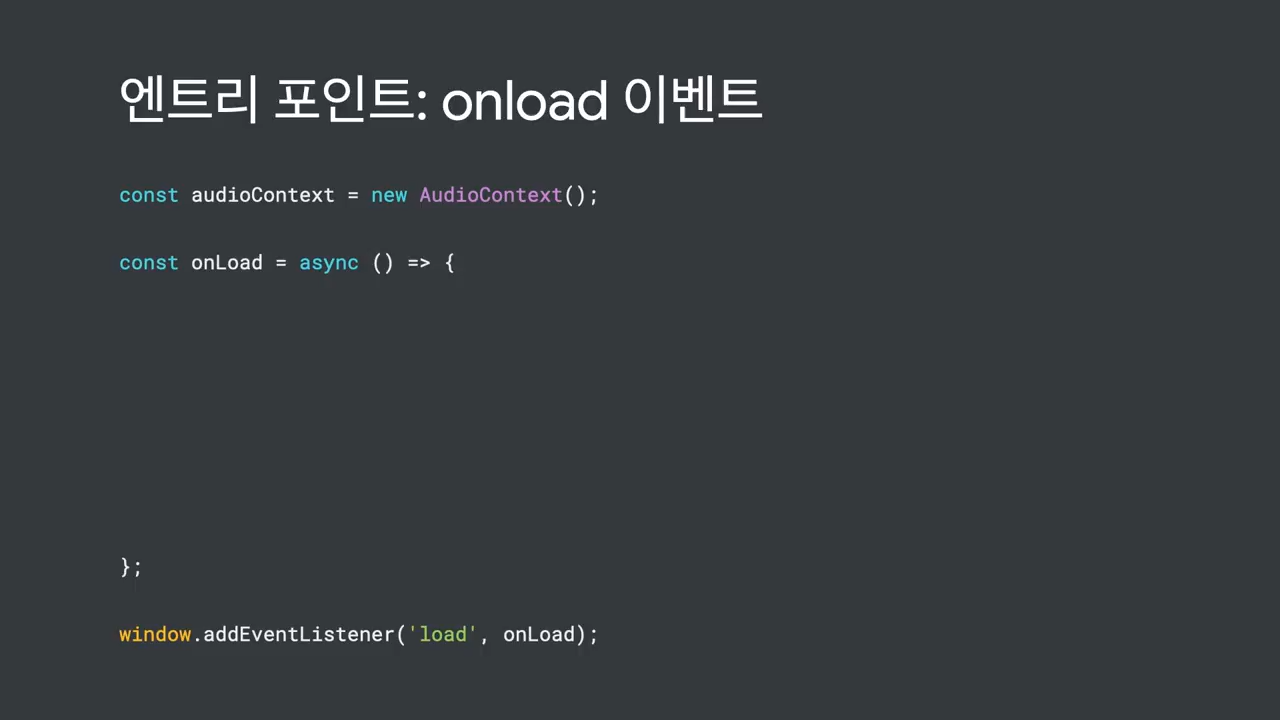 엔트리 포인트: onload 이벤트
const audioContext = new AudioContext();
const onLoad = async () => {
};
window.addEventListener('load', onLoad);